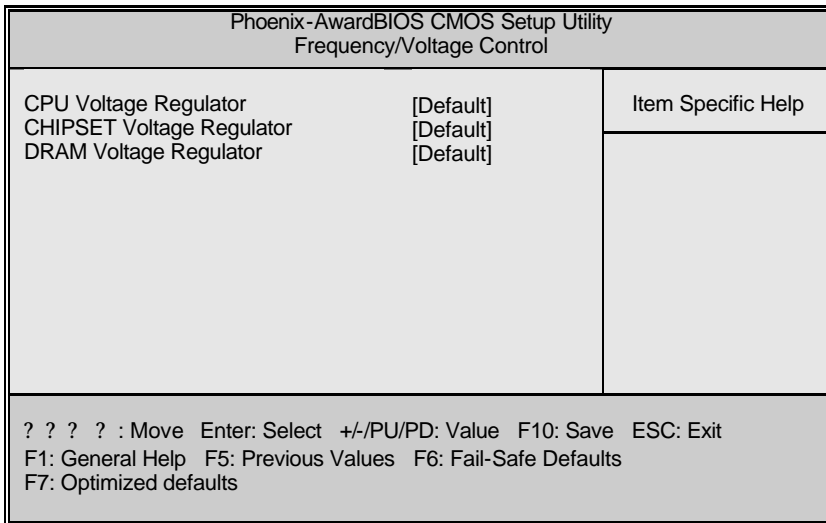 Phoenix-AwardBIOS CMOS Setup Utility
Frequency/Voltage Control
CPU Voltage Regulator [Default]
CHIPSET Voltage Regulator [Default]
DRAM Voltage Regulator [Default]
Item Specific Help
? ? ? ? : Move Enter: Select +/-/PU/PD: Value F10: Save ESC: Exit
F1: General Help F5: Previous Values F6: Fail-Safe Defaults
F7: Optimized defaults